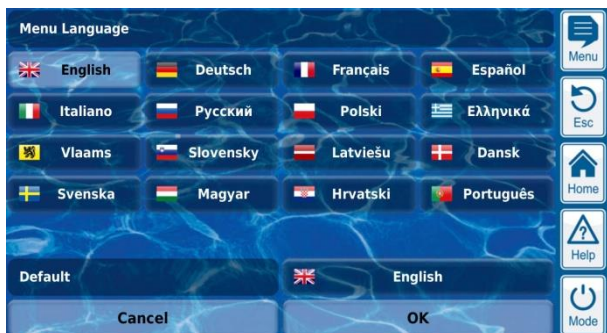 Menu Language
English Deutsch Français Español
Italiano Русский Polski Ελληνικά
Vlaams Slovensky Latviešu Dansk
Svenska Magyar Hrvatski Português
Default English
Cancel OK
Menu
Esc
Home
Help
Mode